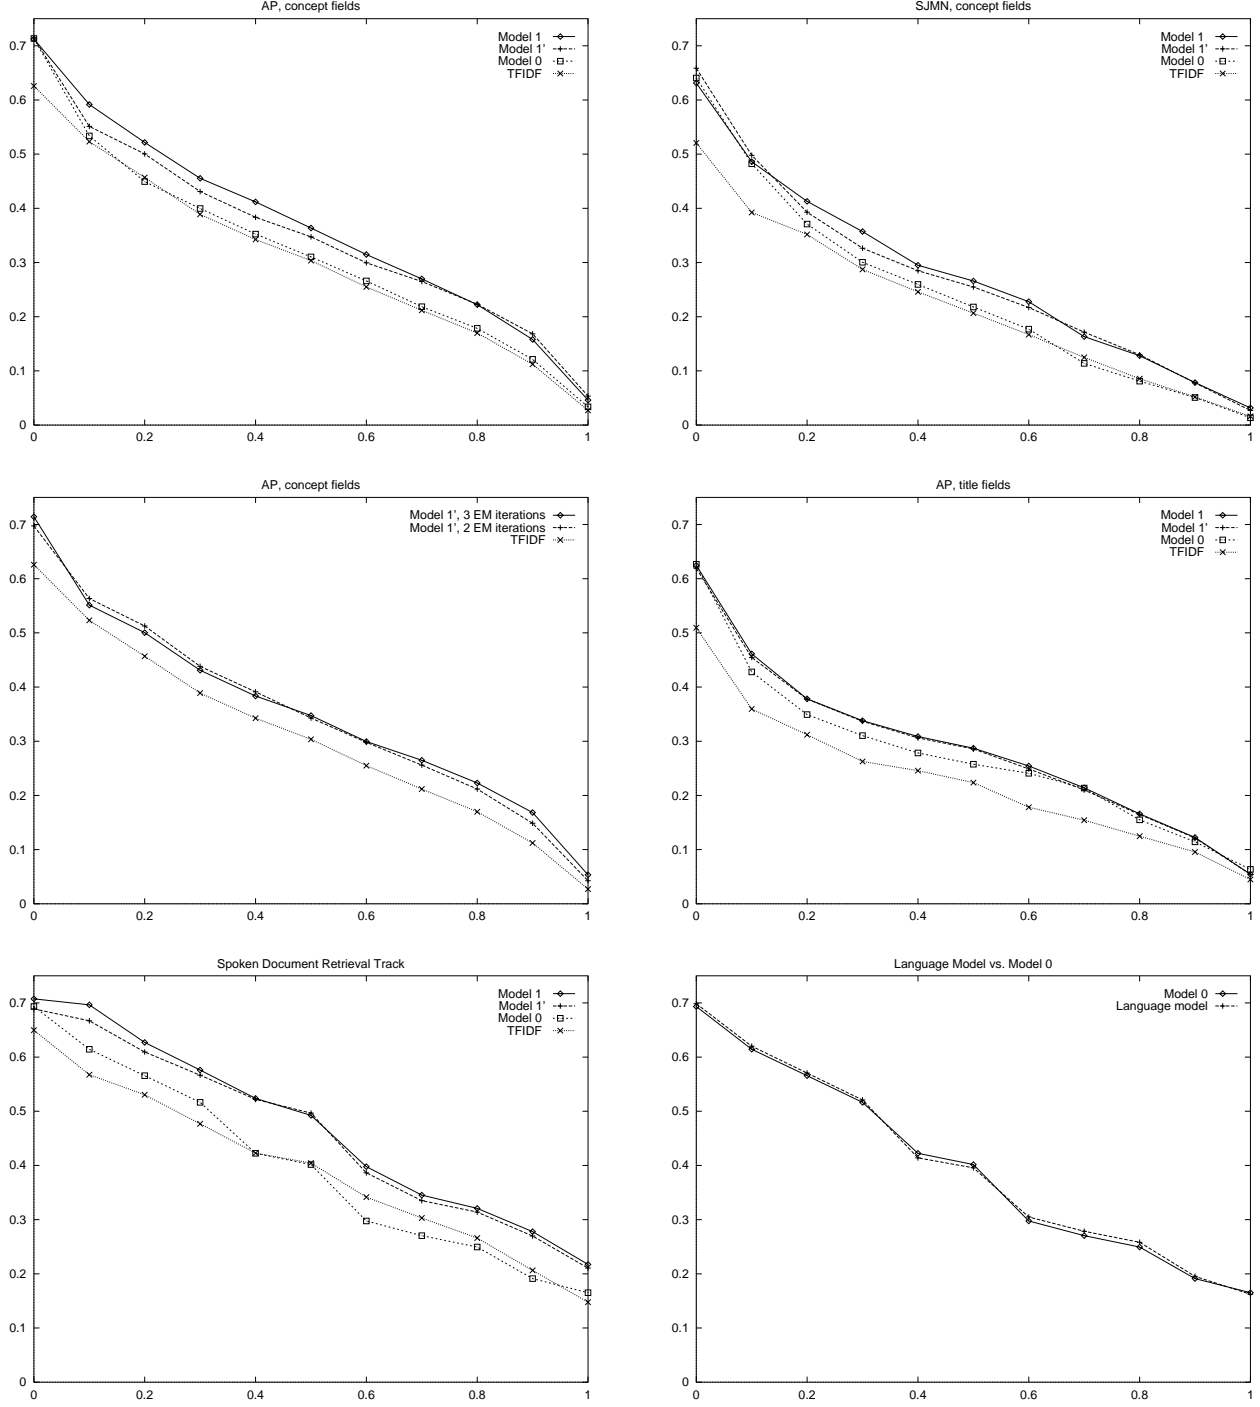 AP, concept fields
Model 1
Model 1'
Model 0
TFIDF
0.7
0.6
0.5
0.4
0.3
0.2
0.1
0
0 0.2 0.4 0.6 0.8 1
SJMN, concept fields
Model 1
Model 1'
Model 0
TFIDF
0.7
0.6
0.5
0.4
0.3
0.2
0.1
0
0 0.2 0.4 0.6 0.8 1
AP, concept fields
Model 1', 3 EM iterations
Model 1', 2 EM iterations
TFIDF
0.7
0.6
0.5
0.4
0.3
0.2
0.1
0
0 0.2 0.4 0.6 0.8 1
AP, title fields
Model 1
Model 1'
Model 0
TFIDF
0.7
0.6
0.5
0.4
0.3
0.2
0.1
0
0 0.2 0.4 0.6 0.8 1
Spoken Document Retrieval Track
Model 1
Model 1'
Model 0
TFIDF
0.7
0.6
0.5
0.4
0.3
0.2
0.1
0
0 0.2 0.4 0.6 0.8 1
Language Model vs. Model 0
Model 0
Language model
0.7
0.6
0.5
0.4
0.3
0.2
0.1
0
0 0.2 0.4 0.6 0.8 1